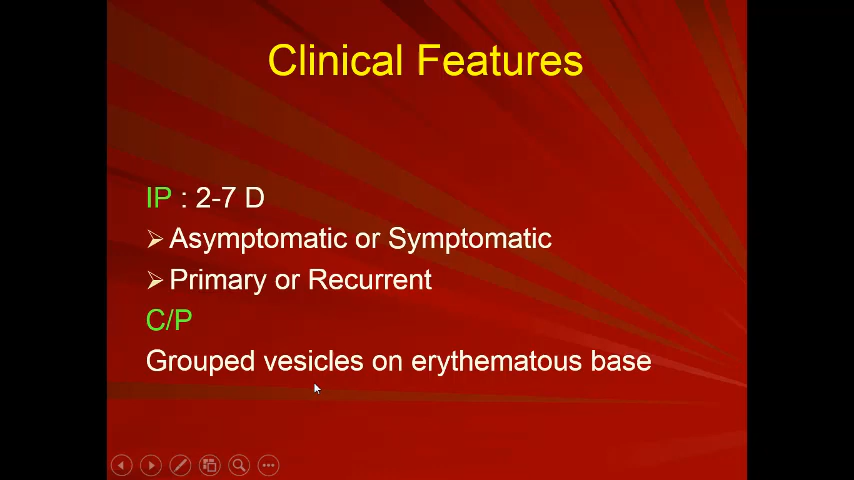 Clinical Features
IP : 2-7 D
Asymptomatic or Symptomatic
Primary or Recurrent
C/P
Grouped vesicles on erythematous base